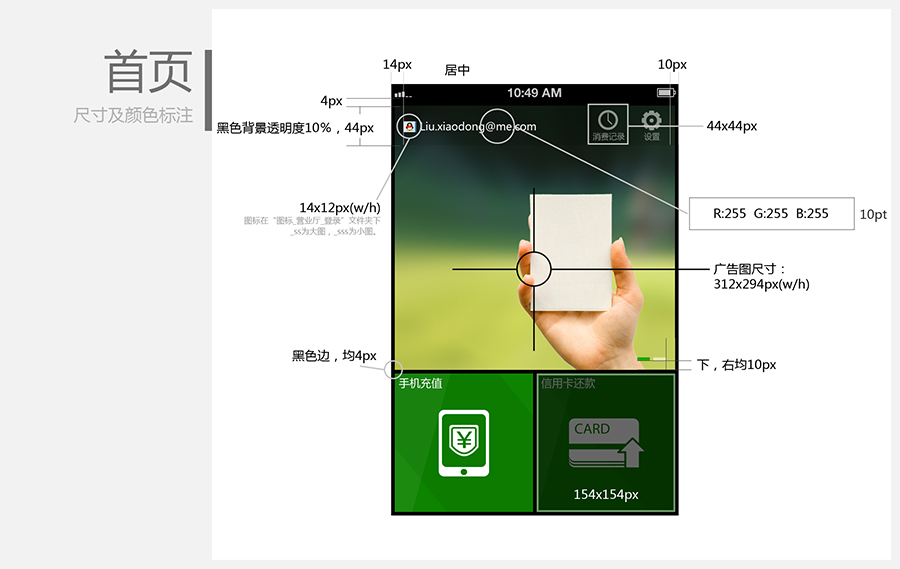 首页
尺寸及颜色标注
14px
居中
10px
4px
10:49 AM
黑色背景透明度10%，44px
Liu.xiaodong@me.com
消费记录
设置
44x44px
14x12px(w/h)
图标在“图标_营业厅_登录”文件夹下
_ss为大图，_sss为小图。
R:255 G:255 B:255
10pt
广告图尺寸：
312x294px(w/h)
黑色边，均4px
下，右均10px
手机充值
信用卡还款
¥
CARD
154x154px